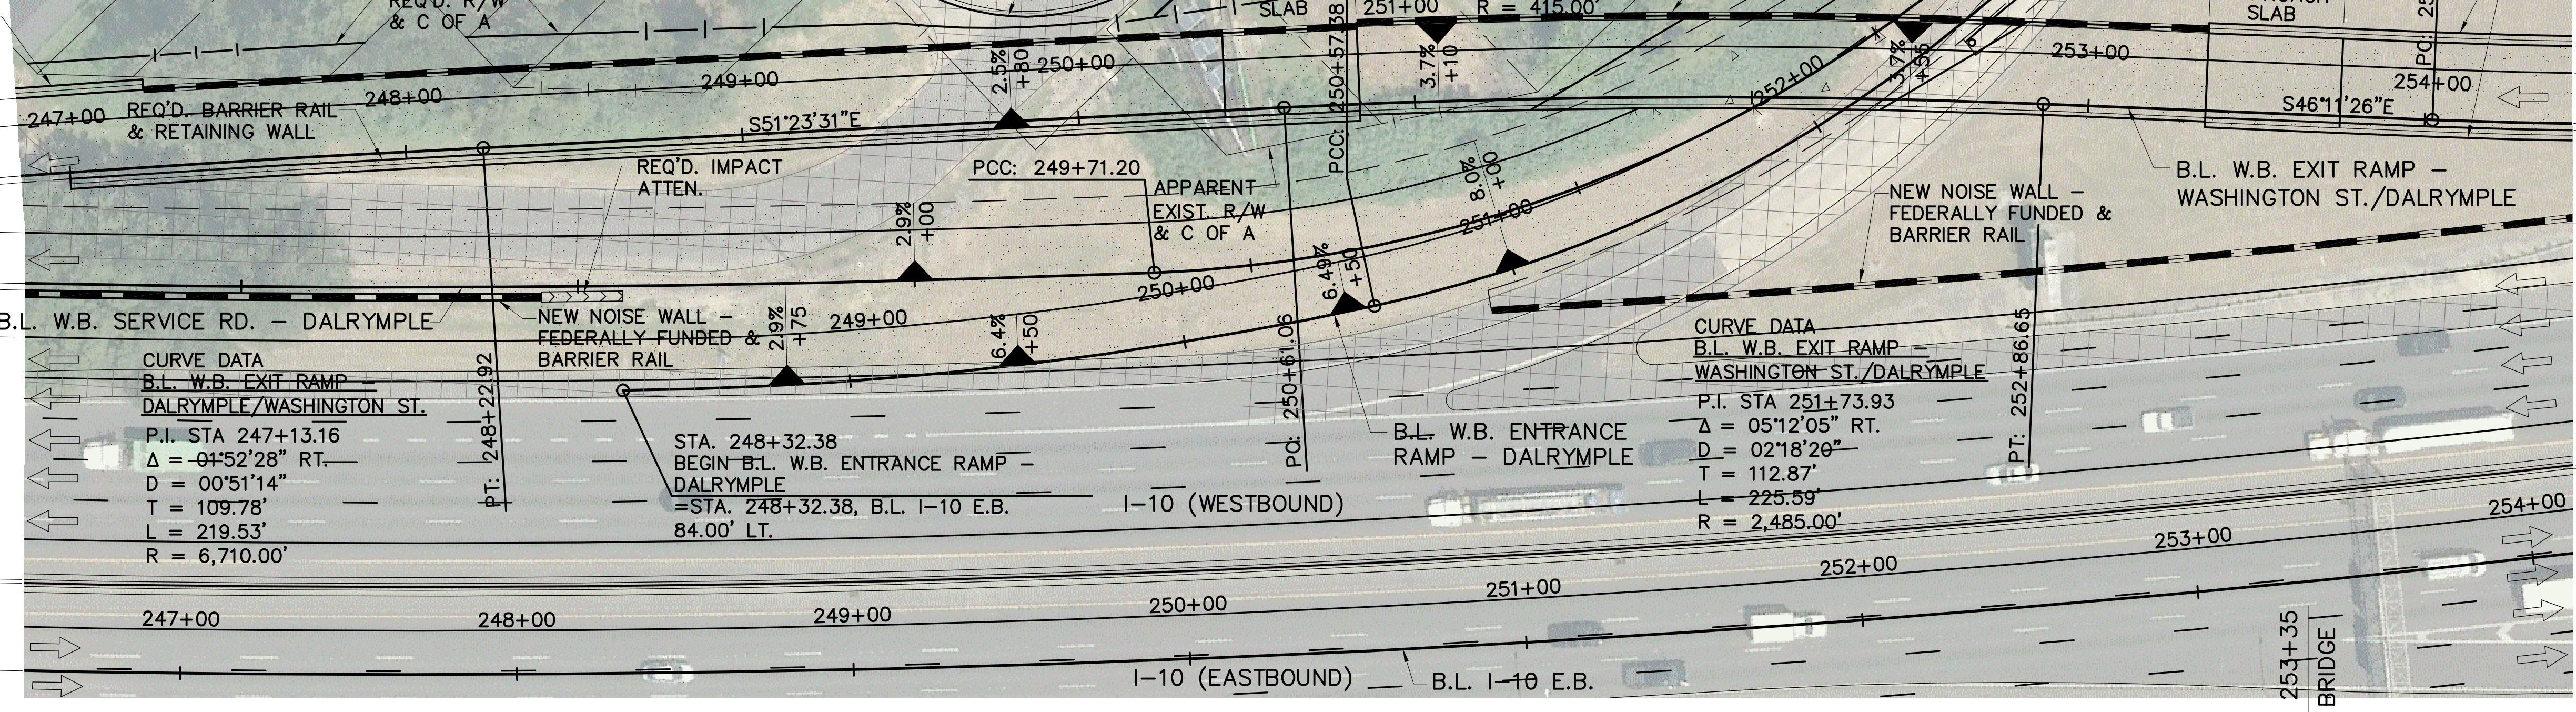 REQ'D. R/W
& C OF A
SLAB
251+00
R = 415.00'
SLAB
247+00
REQ'D. BARRIER RAIL
& RETAINING WALL
248+00
249+00
2.5%
+80
250+00
PCC: 250+57.38
3.7%
+10
252+00
3.7%
+55
253+00
254+00
S51°23'31"E
S46°11'26"E
REQ'D. IMPACT
ATTEN.
PCC: 249+71.20
APPARENT
EXIST. R/W
& C OF A
2.9%
+00
8.0%
+00
251+00
NEW NOISE WALL –
FEDERALLY FUNDED &
BARRIER RAIL
B.L. W.B. EXIT RAMP –
WASHINGTON ST./DALRYMPLE
6.49%
+50
250+00
B.L. W.B. SERVICE RD. – DALRYMPLE
NEW NOISE WALL –
FEDERALLY FUNDED &
BARRIER RAIL
2.9%
+75
249+00
6.4%
+50
PT: 248+22.92
PC: 250+61.06
PT: 252+86.65
CURVE DATA
B.L. W.B. EXIT RAMP –
DALRYMPLE/WASHINGTON ST.
P.I. STA 247+13.16
Δ = 01°52'28" RT.
D = 00°51'14"
T = 109.78'
L = 219.53'
R = 6,710.00'
STA. 248+32.38
BEGIN B.L. W.B. ENTRANCE RAMP –
DALRYMPLE
=STA. 248+32.38, B.L. I-10 E.B.
84.00' LT.
I-10 (WESTBOUND)
B.L. W.B. ENTRANCE
RAMP – DALRYMPLE
CURVE DATA
B.L. W.B. EXIT RAMP –
WASHINGTON ST./DALRYMPLE
P.I. STA 251+73.93
Δ = 05°12'05" RT.
D = 02°18'20"
T = 112.87'
L = 225.59'
R = 2,485.00'
247+00
248+00
249+00
250+00
251+00
252+00
253+00
254+00
I-10 (EASTBOUND)
B.L. I-10 E.B.
253+35
BRIDGE